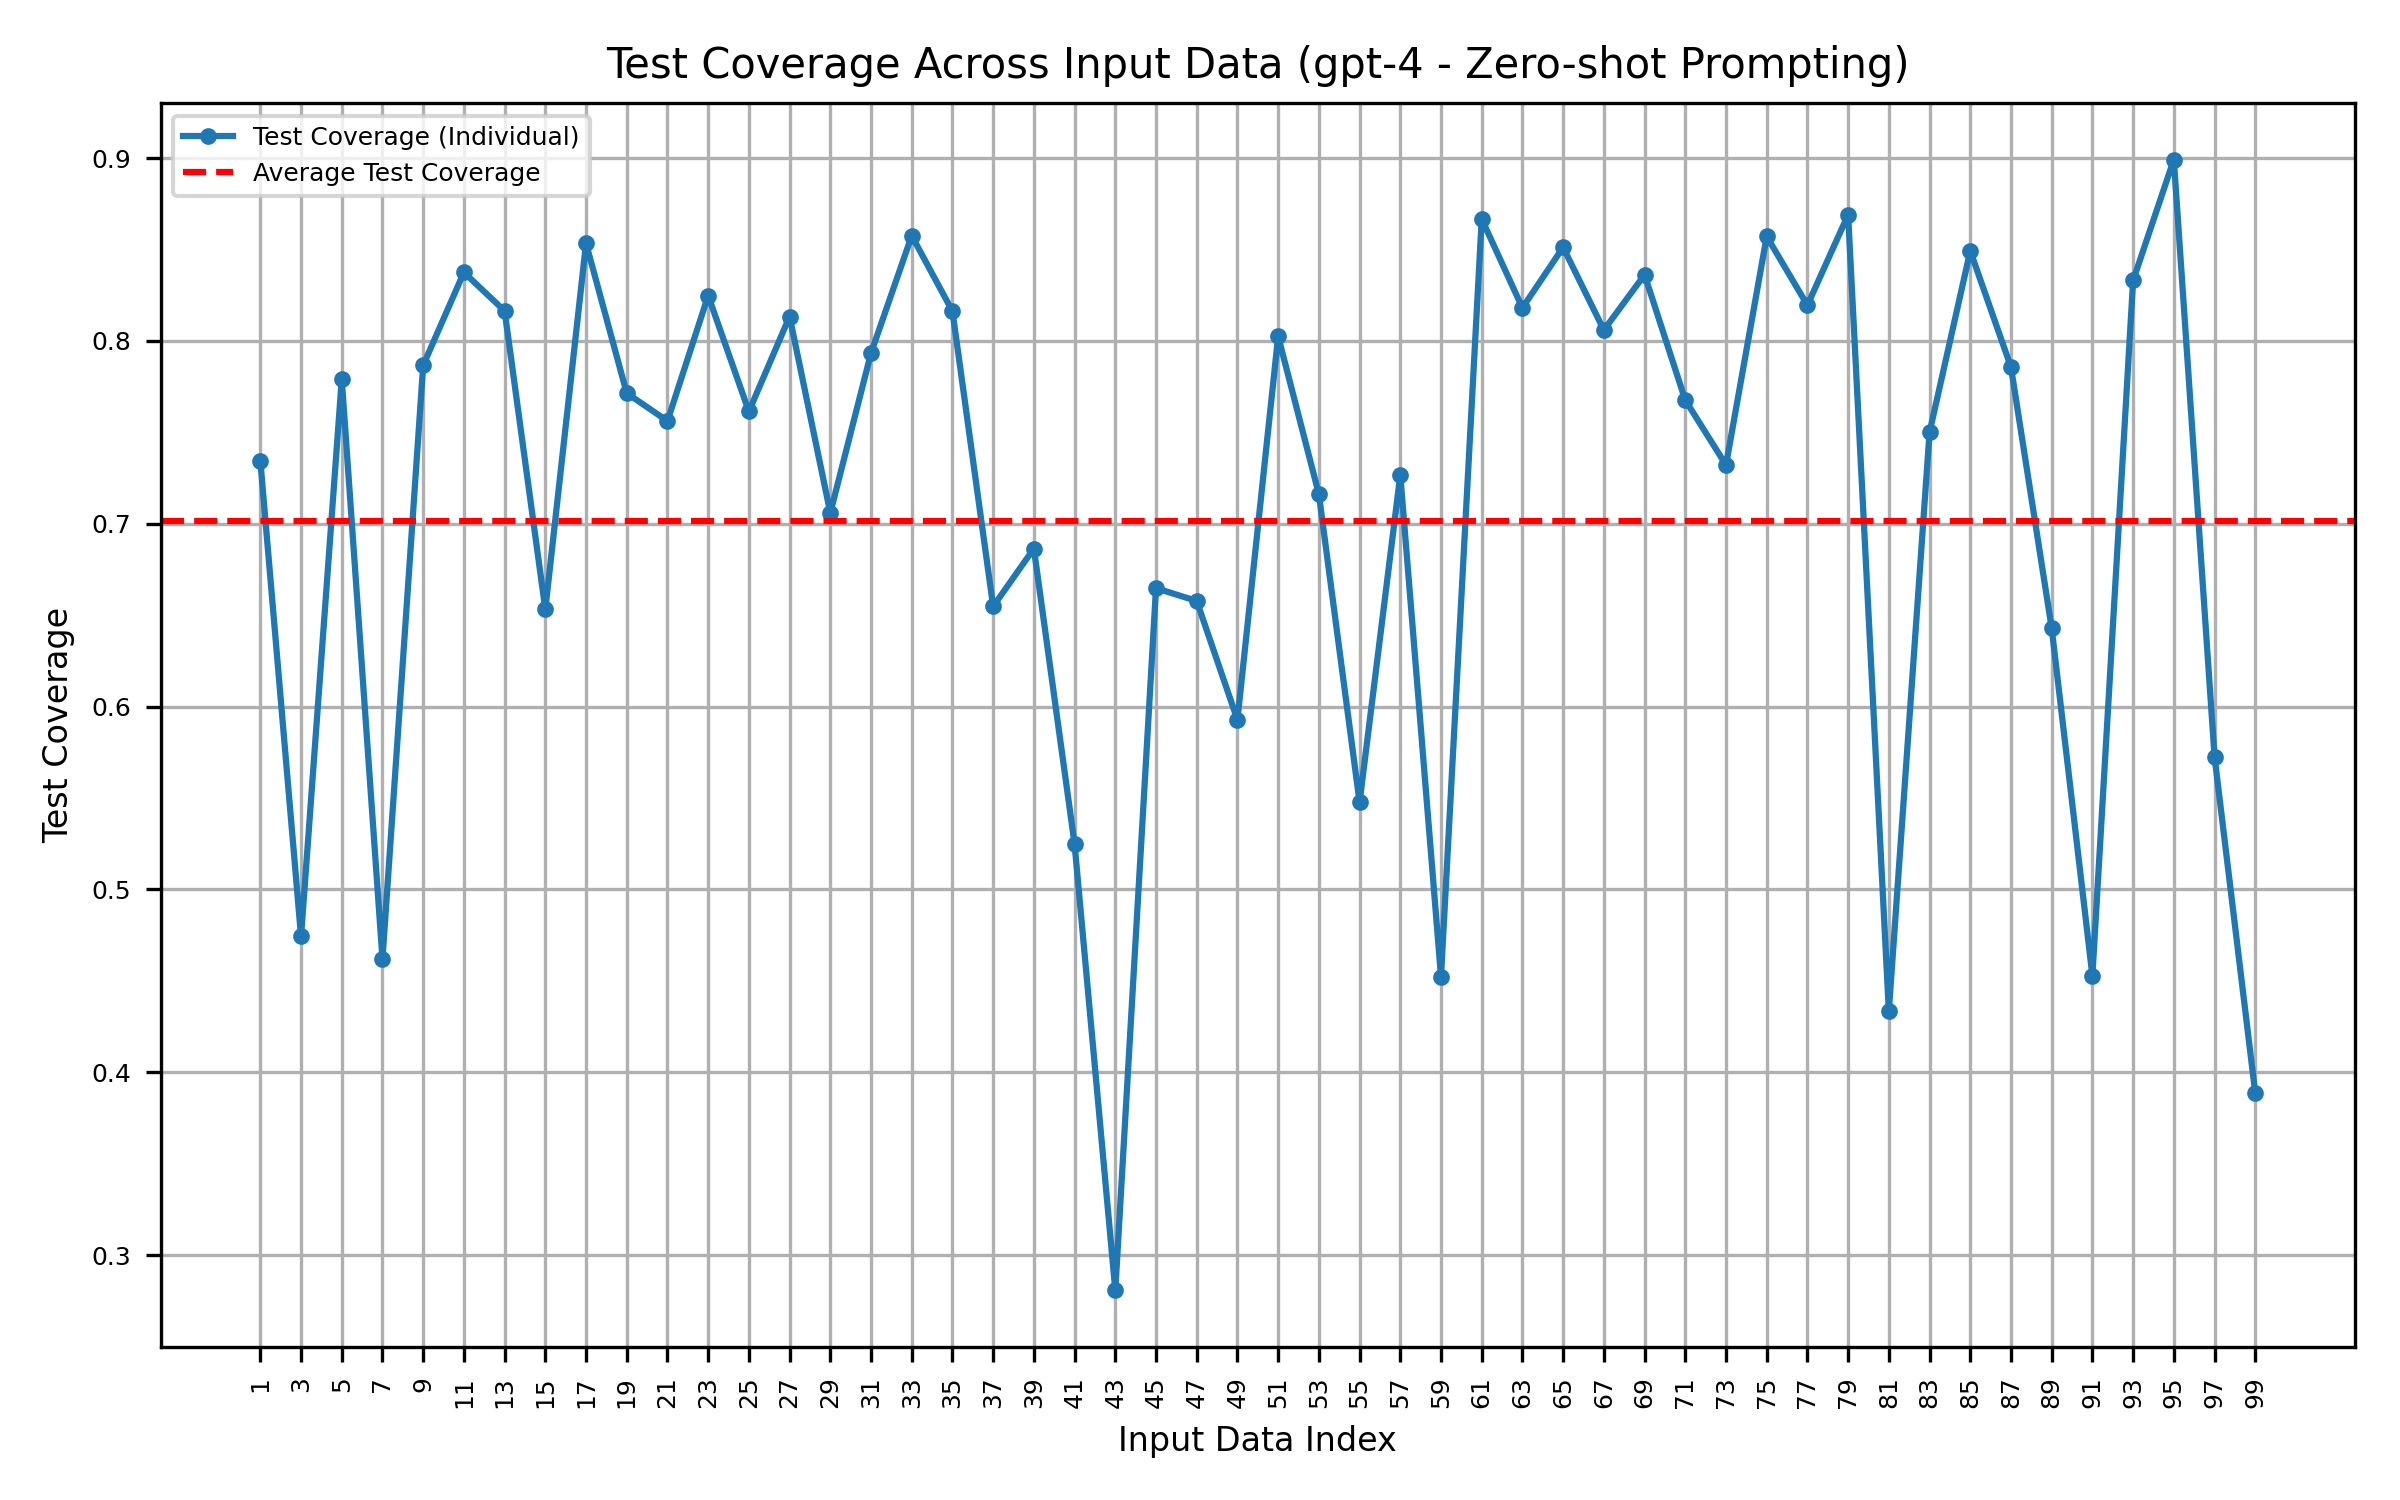 Test Coverage Across Input Data (gpt-4 - Zero-shot Prompting)
Test Coverage (Individual)
Average Test Coverage
Test Coverage
0.9
0.8
0.7
0.6
0.5
0.4
0.3
1 3 5 7 9 11 13 15 17 19 21 23 25 27 29 31 33 35 37 39 41 43 45 47 49 51 53 55 57 59 61 63 65 67 69 71 73 75 77 79 81 83 85 87 89 91 93 95 97 99
Input Data Index